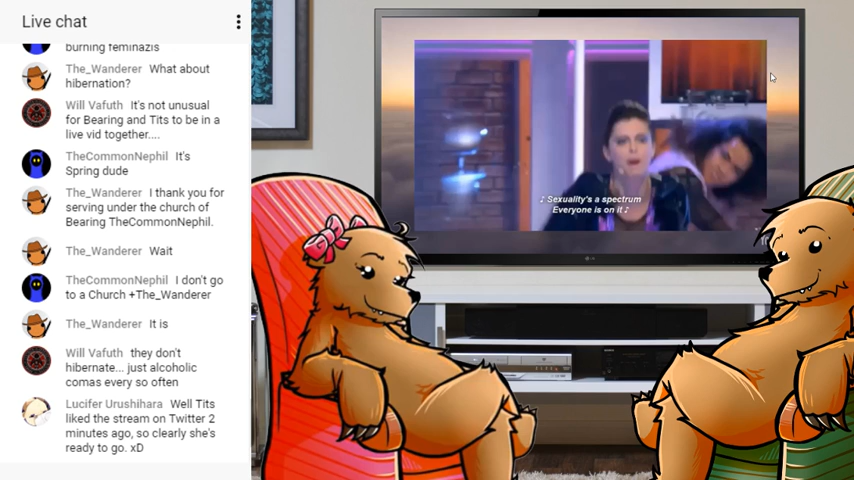 Live chat
burning feminazis
The_Wanderer What about
hibernation?
Will Vafuth It's not unusual
for Bearing and Tits to be in a
live vid together....
TheCommonNephil It's
Spring dude
The_Wanderer I thank you for
serving under the church of
Bearing TheCommonNephil.
The_Wanderer Wait
TheCommonNephil I don't go
to a Church +The_Wanderer
The_Wanderer It is
Will Vafuth they don't
hibernate... just alcoholic
comas every so often
Lucifer Urushihara Well Tits
liked the stream on Twitter 2
minutes ago, so clearly she's
ready to go. xD
♪ Sexuality's a spectrum
Everyone is on it ♪
LG